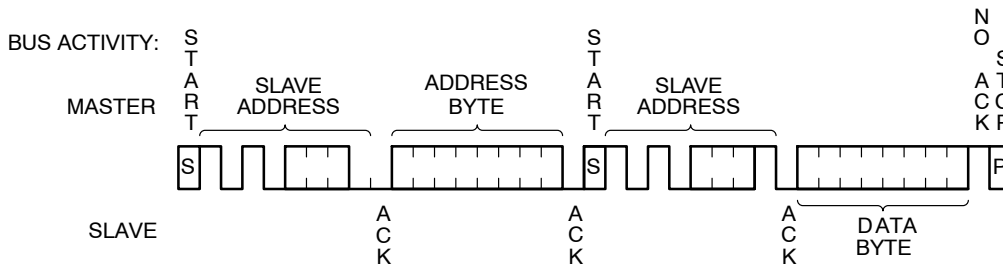 BUS ACTIVITY:
MASTER
START
SLAVE
ADDRESS
ADDRESS
BYTE
START
SLAVE
ADDRESS
NO ACK
STOP
S
S
P
SLAVE
ACK
ACK
ACK
DATA
BYTE